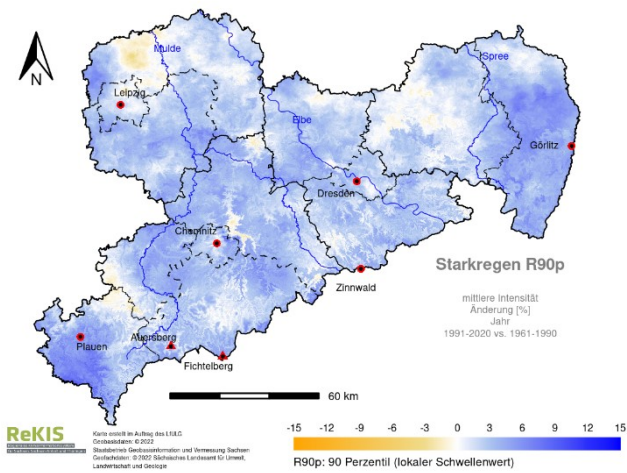 N
Mulde
Spree
Leipzig
Elbe
Görlitz
Dresden
Chemnitz
Starkregen R90p
Zinnwald
mittlere Intensität
Änderung [%]
Jahr
1991-2020 vs. 1961-1990
Auersberg
Plauen
Fichtelberg
60 km
ReKIS
Karte erstellt im Auftrag des LfULG
Geobasisdaten: © 2022
Staatsbetrieb Geobasisinformation und Vermessung Sachsen
Geofachdaten: © 2022 Sächsisches Landesamt für Umwelt,
Landwirtschaft und Geologie
-15 -12 -9 -6 -3 0 3 6 9 12 15
R90p: 90 Perzentil (lokaler Schwellenwert)